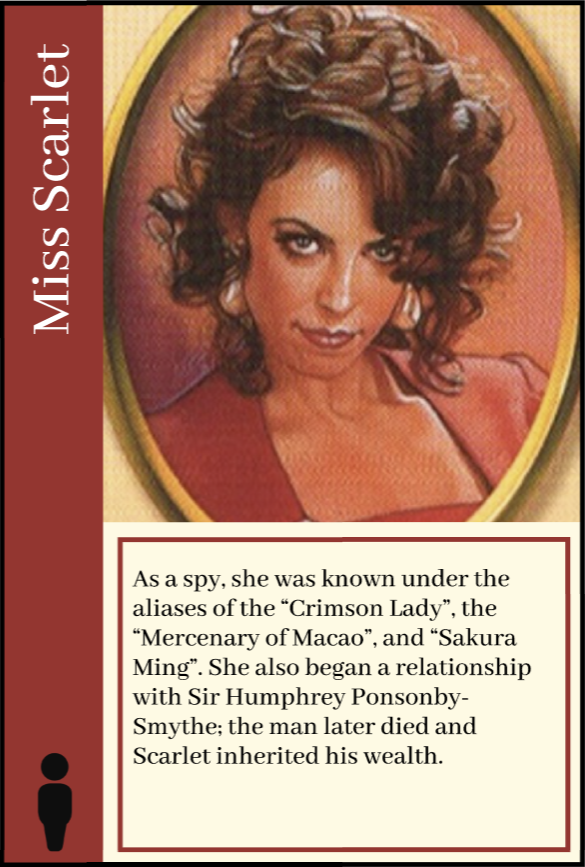 Miss Scarlet
As a spy, she was known under the
aliases of the “Crimson Lady”, the
“Mercenary of Macao”, and “Sakura
Ming”. She also began a relationship
with Sir Humphrey Ponsonby-
Smythe; the man later died and
Scarlet inherited his wealth.